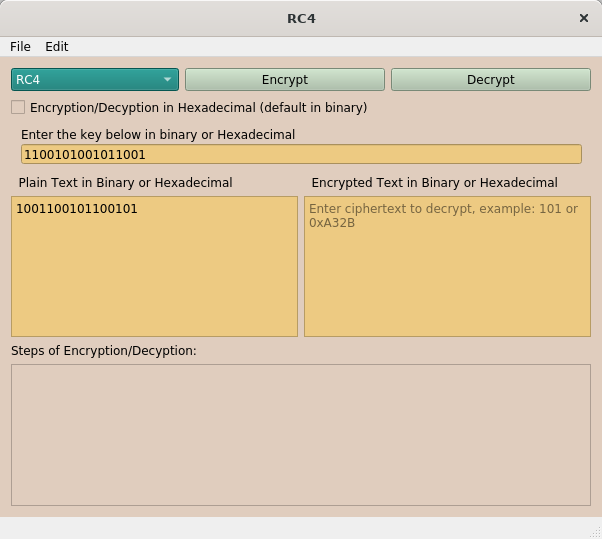 RC4
File Edit
RC4 Encrypt Decrypt
Encryption/Decyption in Hexadecimal (default in binary)
Enter the key below in binary or Hexadecimal
1100101001011001
Plain Text in Binary or Hexadecimal Encrypted Text in Binary or Hexadecimal
1001100101100101 Enter ciphertext to decrypt, example: 101 or
0xA32B
Steps of Encryption/Decyption: